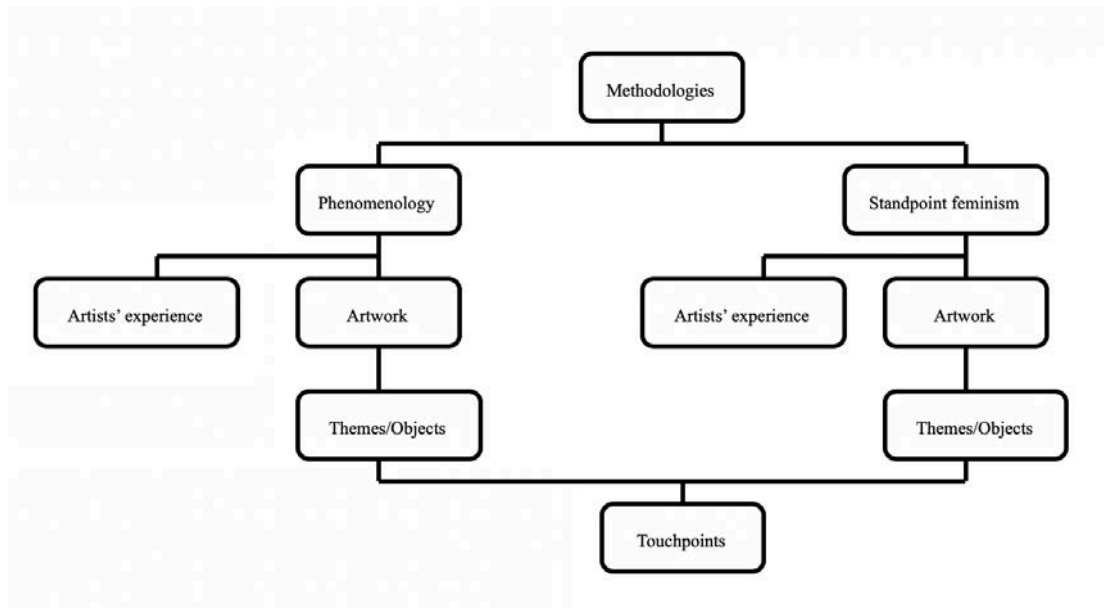 Methodologies
Phenomenology
Standpoint feminism
Artists’ experience
Artwork
Artists’ experience
Artwork
Themes/Objects
Themes/Objects
Touchpoints